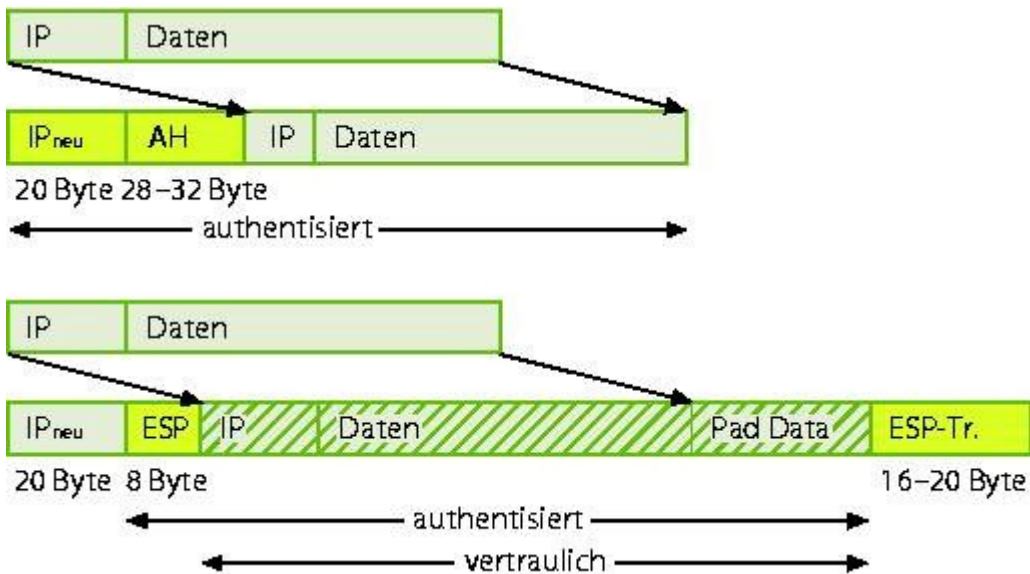 IP Daten
IPneu AH IP Daten
20 Byte 28–32 Byte
authentisiert
IP Daten
IPneu ESP IP Daten Pad Data ESP-Tr.
20 Byte 8 Byte 16–20 Byte
authentisiert
vertraulich